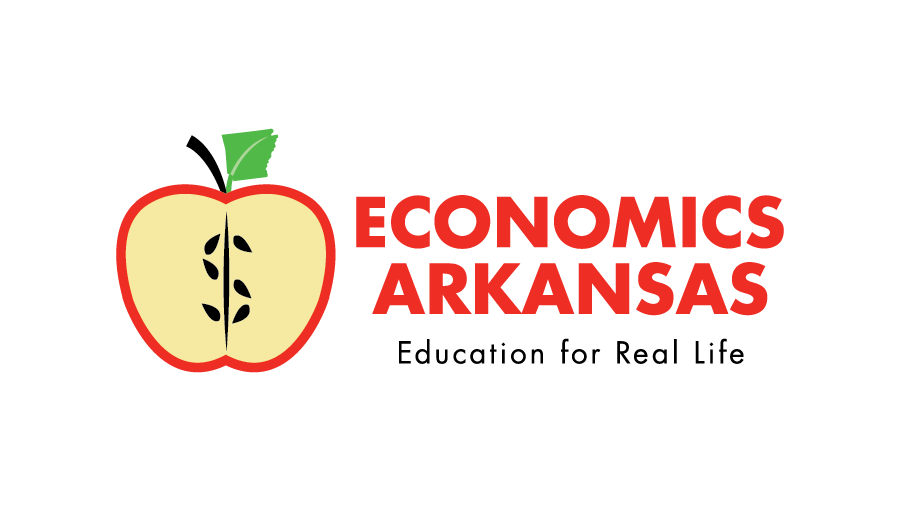 ECONOMICS
ARKANSAS
Education for Real Life